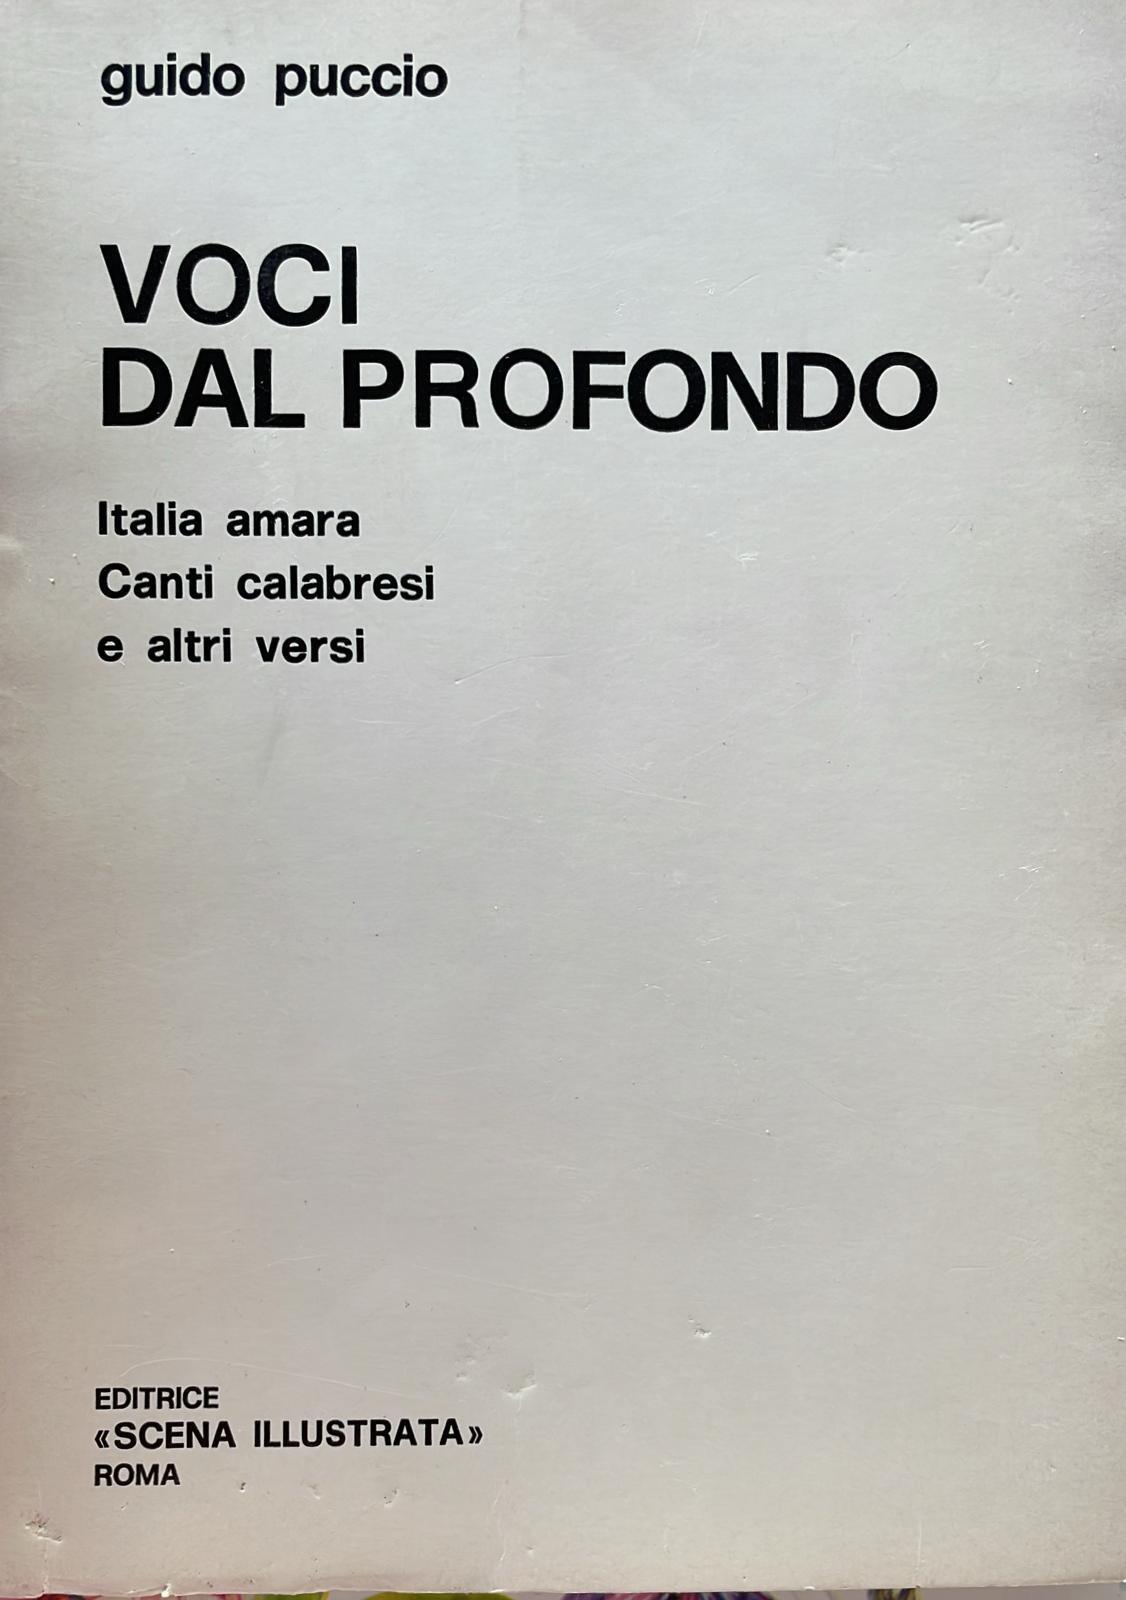 guido puccio
VOCI
DAL PROFONDO
Italia amara
Canti calabresi
e altri versi
EDITRICE
«SCENA ILLUSTRATA»
ROMA